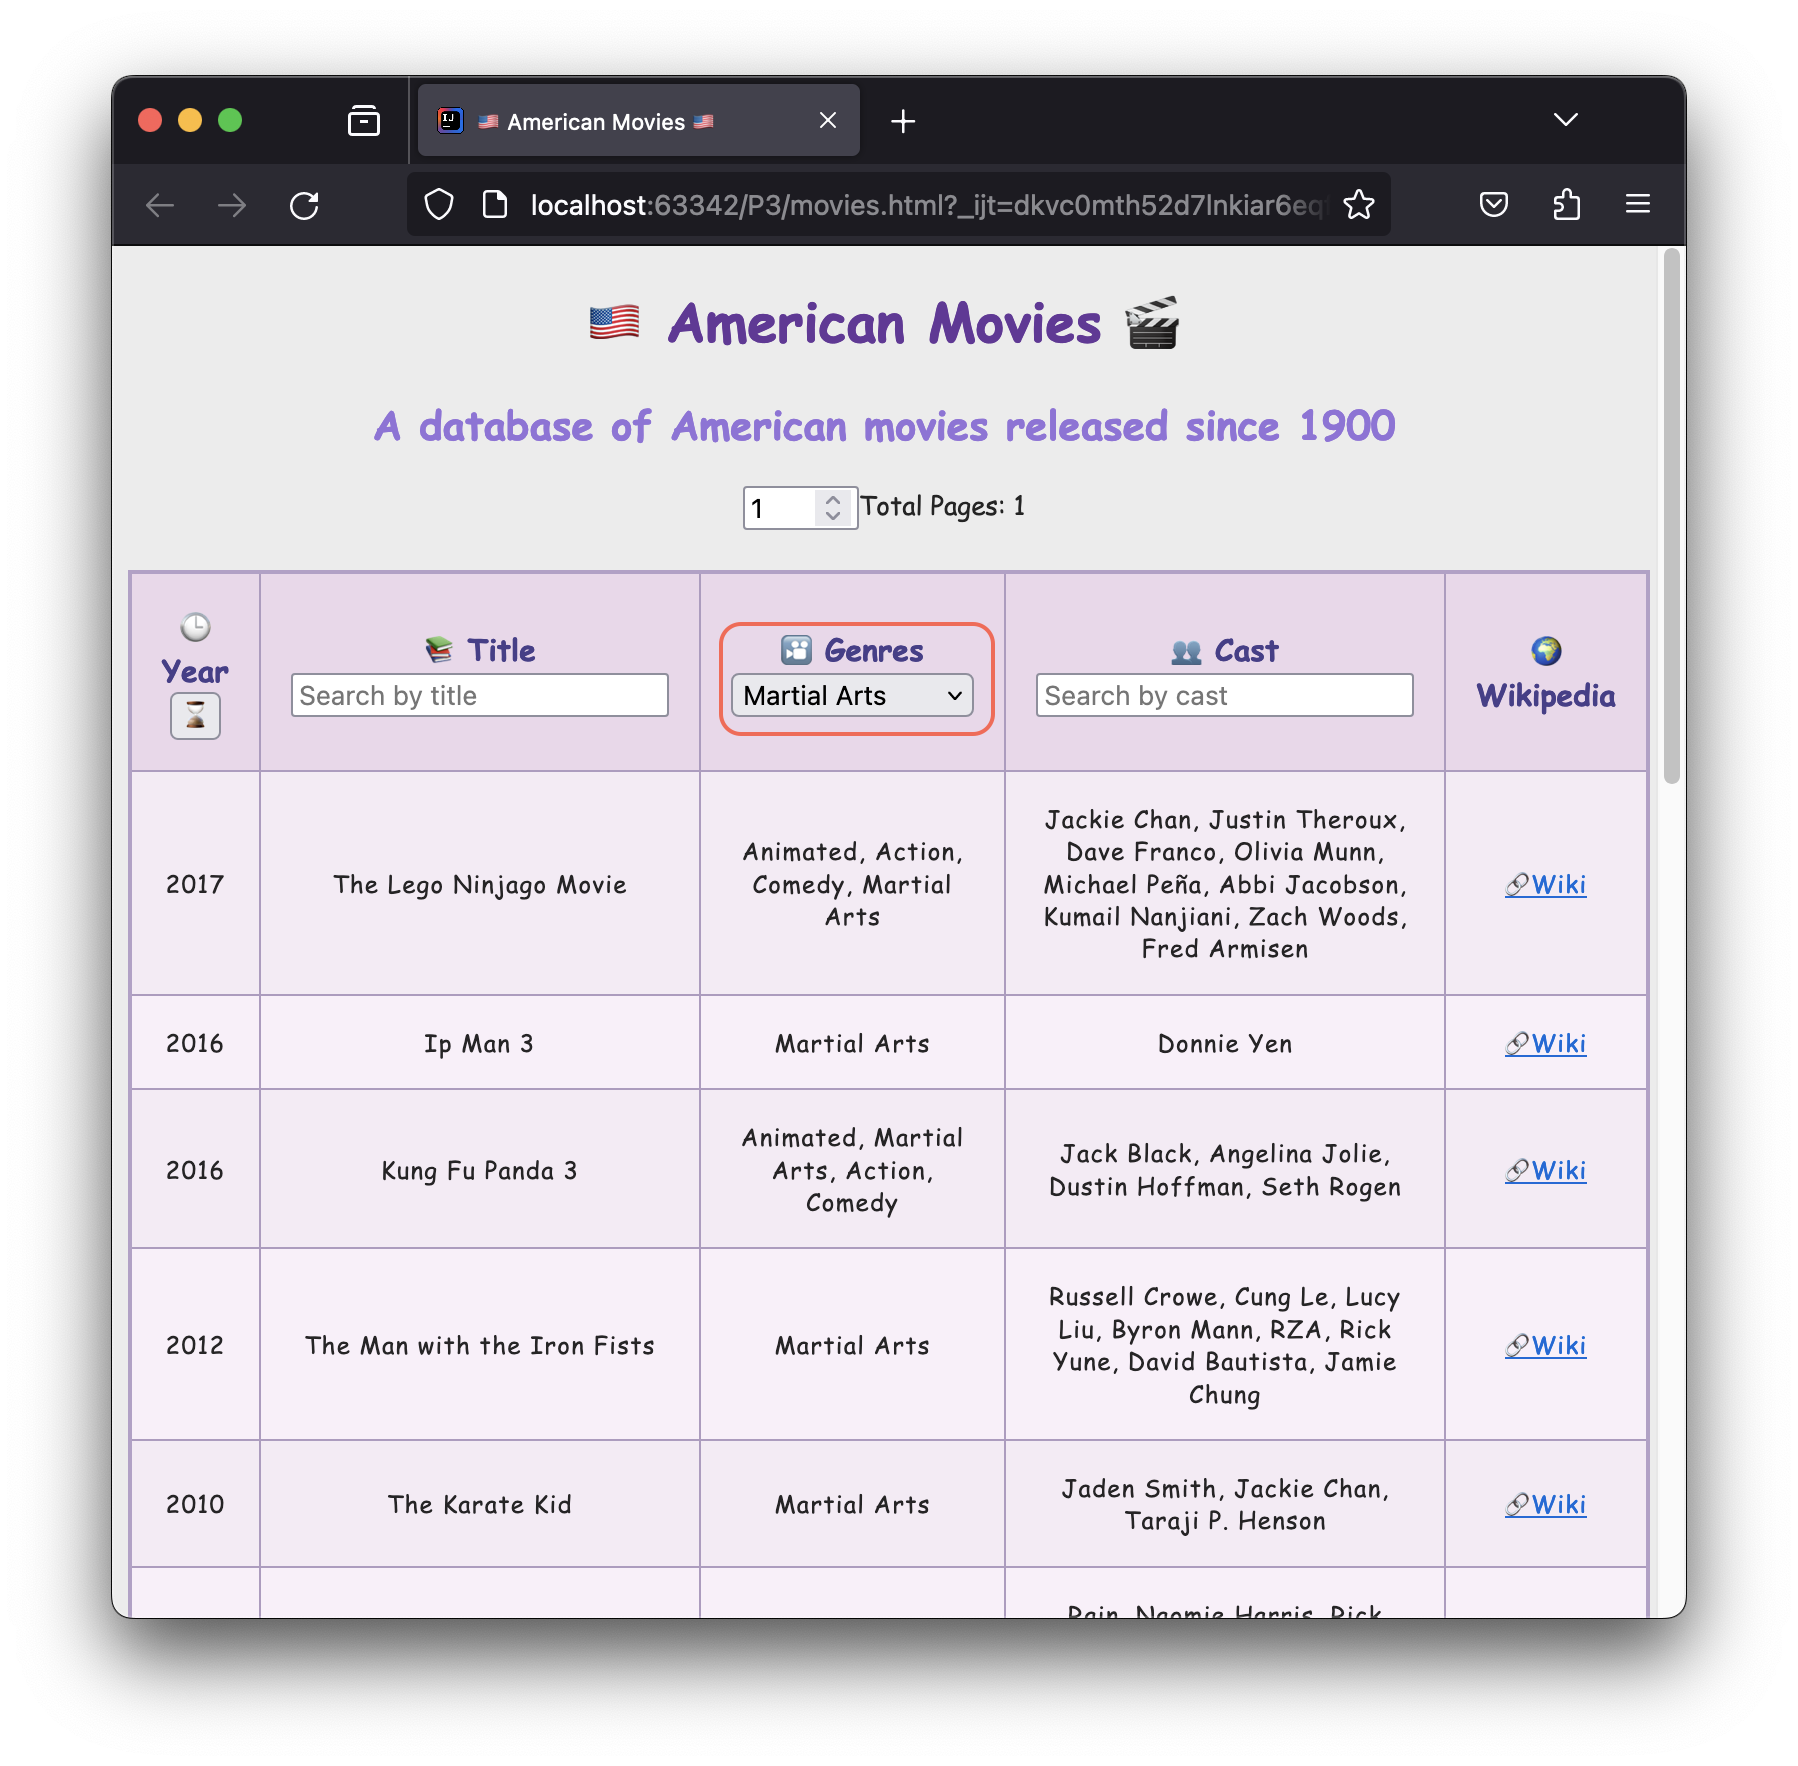 🇺🇸 American Movies 🇺🇸
localhost:63342/P3/movies.html?_ijt=dkvc0mth52d7lnkiar6eq
🇺🇸 American Movies 🎬
A database of American movies released since 1900
1 Total Pages: 1
🕒 Year ⌛
📚 Title
Search by title
🎦 Genres
Martial Arts
👥 Cast
Search by cast
🌍
Wikipedia
2017
The Lego Ninjago Movie
Animated, Action,
Comedy, Martial
Arts
Jackie Chan, Justin Theroux,
Dave Franco, Olivia Munn,
Michael Peña, Abbi Jacobson,
Kumail Nanjiani, Zach Woods,
Fred Armisen
🔗Wiki
2016
Ip Man 3
Martial Arts
Donnie Yen
🔗Wiki
2016
Kung Fu Panda 3
Animated, Martial
Arts, Action,
Comedy
Jack Black, Angelina Jolie,
Dustin Hoffman, Seth Rogen
🔗Wiki
2012
The Man with the Iron Fists
Martial Arts
Russell Crowe, Cung Le, Lucy
Liu, Byron Mann, RZA, Rick
Yune, David Bautista, Jamie
Chung
🔗Wiki
2010
The Karate Kid
Martial Arts
Jaden Smith, Jackie Chan,
Taraji P. Henson
🔗Wiki
Rain, Naomie Harris, Rick